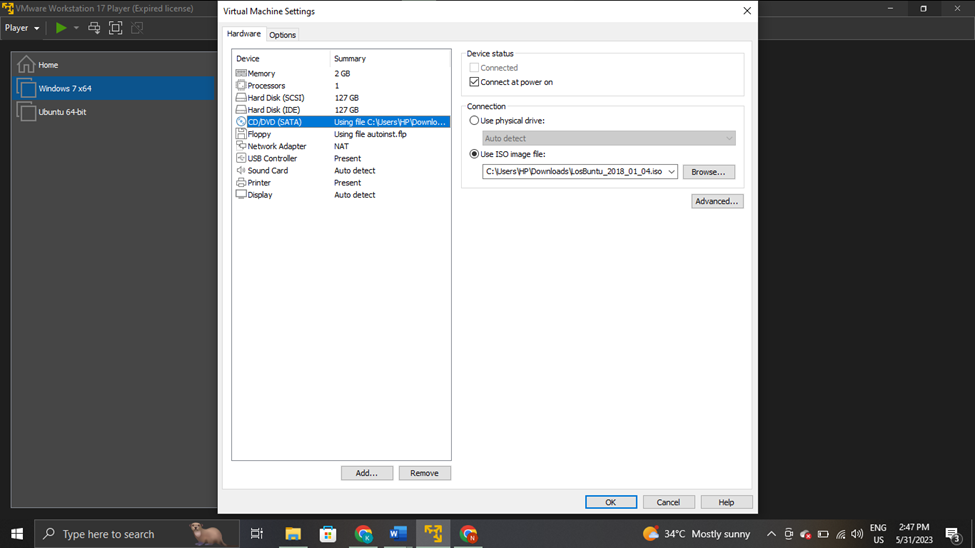 VMware Workstation 17 Player (Expired license)
Player
Home
Windows 7 x64
Ubuntu 64-bit
Virtual Machine Settings
Hardware Options
Device Summary
Memory 2 GB
Processors 1
Hard Disk (SCSI) 127 GB
Hard Disk (IDE) 127 GB
CD/DVD (SATA) Using file C:\Users\HP\Downlo...
Floppy Using file autoinst.flp
Network Adapter NAT
USB Controller Present
Sound Card Auto detect
Printer Present
Display Auto detect
Add... Remove
Device status
Connected
Connect at power on
Connection
Use physical drive:
Auto detect
Use ISO image file:
C:\Users\HP\Downloads\LosBuntu_2018_01_04.iso Browse...
Advanced...
OK Cancel Help
Type here to search
W
K
N
34°C Mostly sunny
ENG
US
2:47 PM
5/31/2023
3